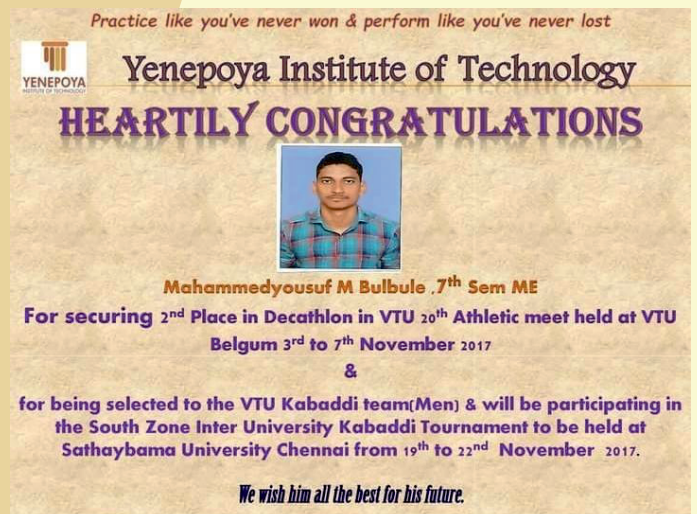 Practice like you've never won & perform like you've never lost
YENEPOYA
INSTITUTE OF TECHNOLOGY
Yenepoya Institute of Technology
HEARTILY CONGRATULATIONS
Mahammedyousuf M Bulbule .7th Sem ME
For securing 2nd Place in Decathlon in VTU 20th Athletic meet held at VTU
Belgum 3rd to 7th November 2017
&
for being selected to the VTU Kabaddi team(Men) & will be participating in
the South Zone Inter University Kabaddi Tournament to be held at
Sathaybama University Chennai from 19th to 22nd November 2017.
We wish him all the best for his future.